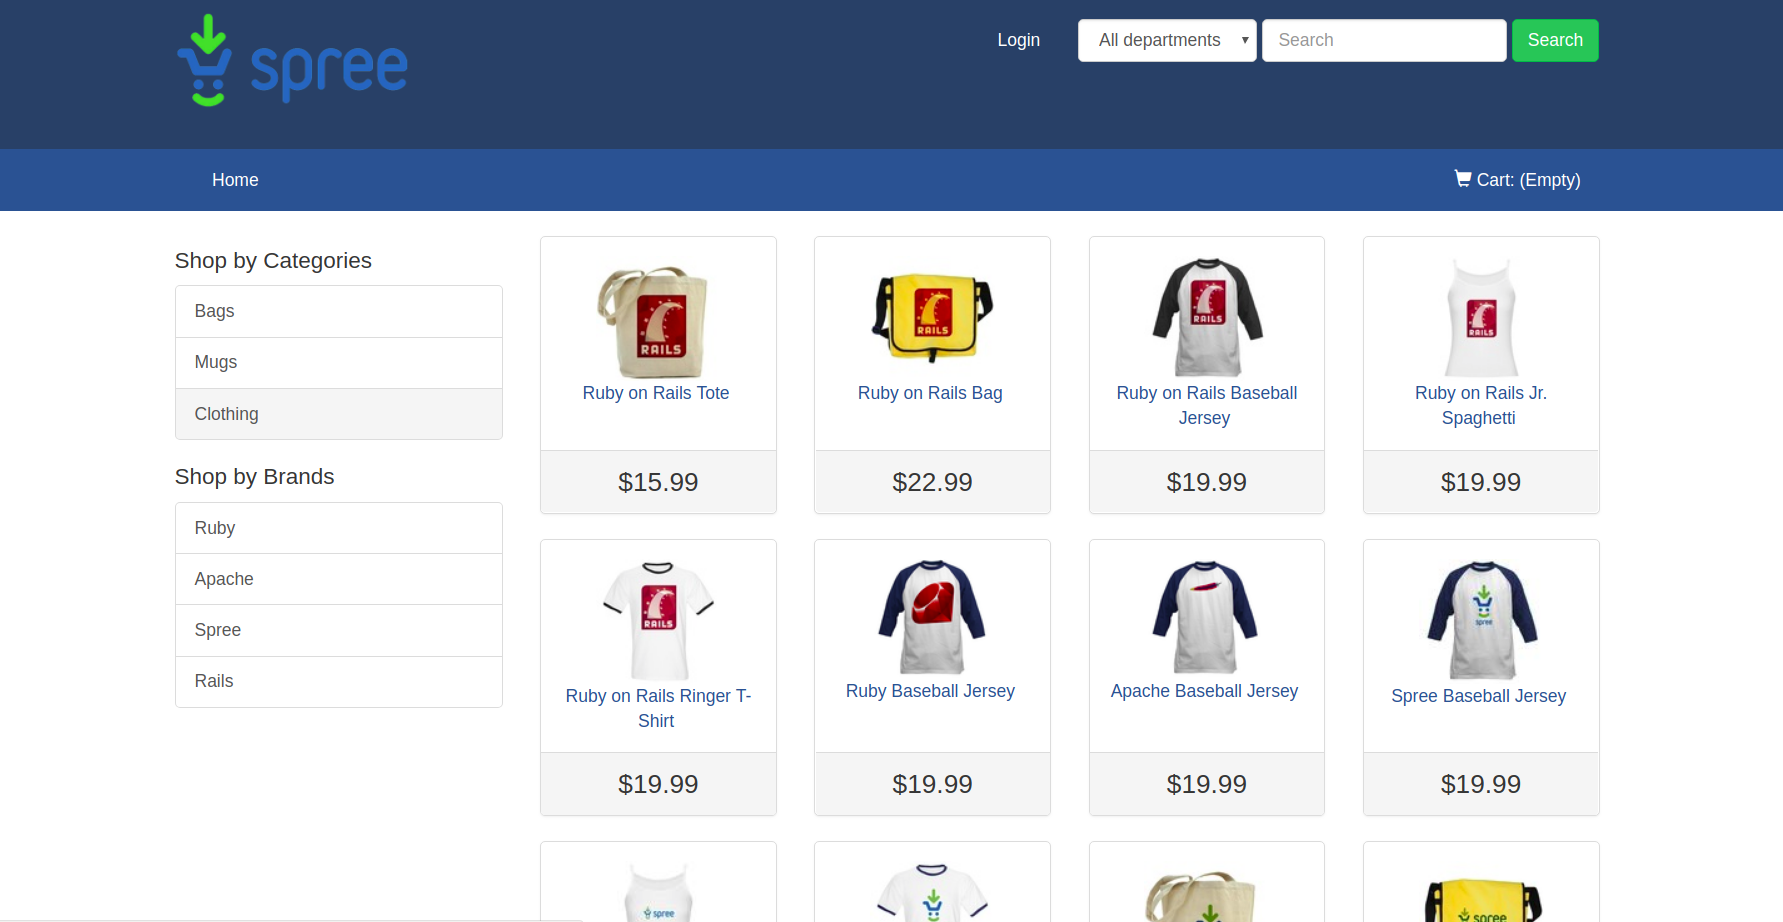 spree
Login
All departments
Search
Search
Home
Cart: (Empty)
Shop by Categories
Bags
Mugs
Clothing
Shop by Brands
Ruby
Apache
Spree
Rails
RAILS
Ruby on Rails Tote
$15.99
RAILS
Ruby on Rails Bag
$22.99
RAILS
Ruby on Rails Baseball
Jersey
$19.99
RAILS
Ruby on Rails Jr.
Spaghetti
$19.99
RAILS
Ruby on Rails Ringer T-
Shirt
$19.99
Ruby Baseball Jersey
$19.99
Apache Baseball Jersey
$19.99
spree
Spree Baseball Jersey
$19.99
spree
spree